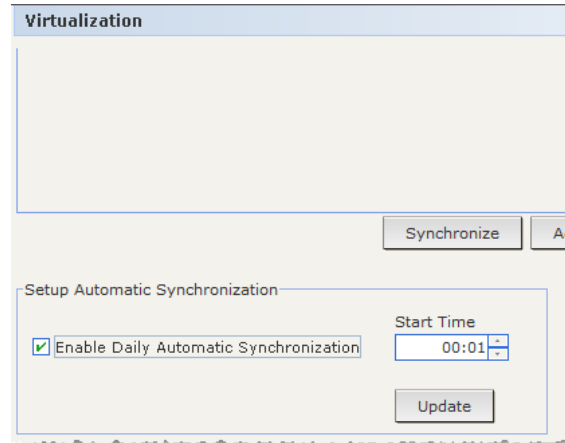 Virtualization
Synchronize
Setup Automatic Synchronization
Enable Daily Automatic Synchronization
Start Time
00:01
Update